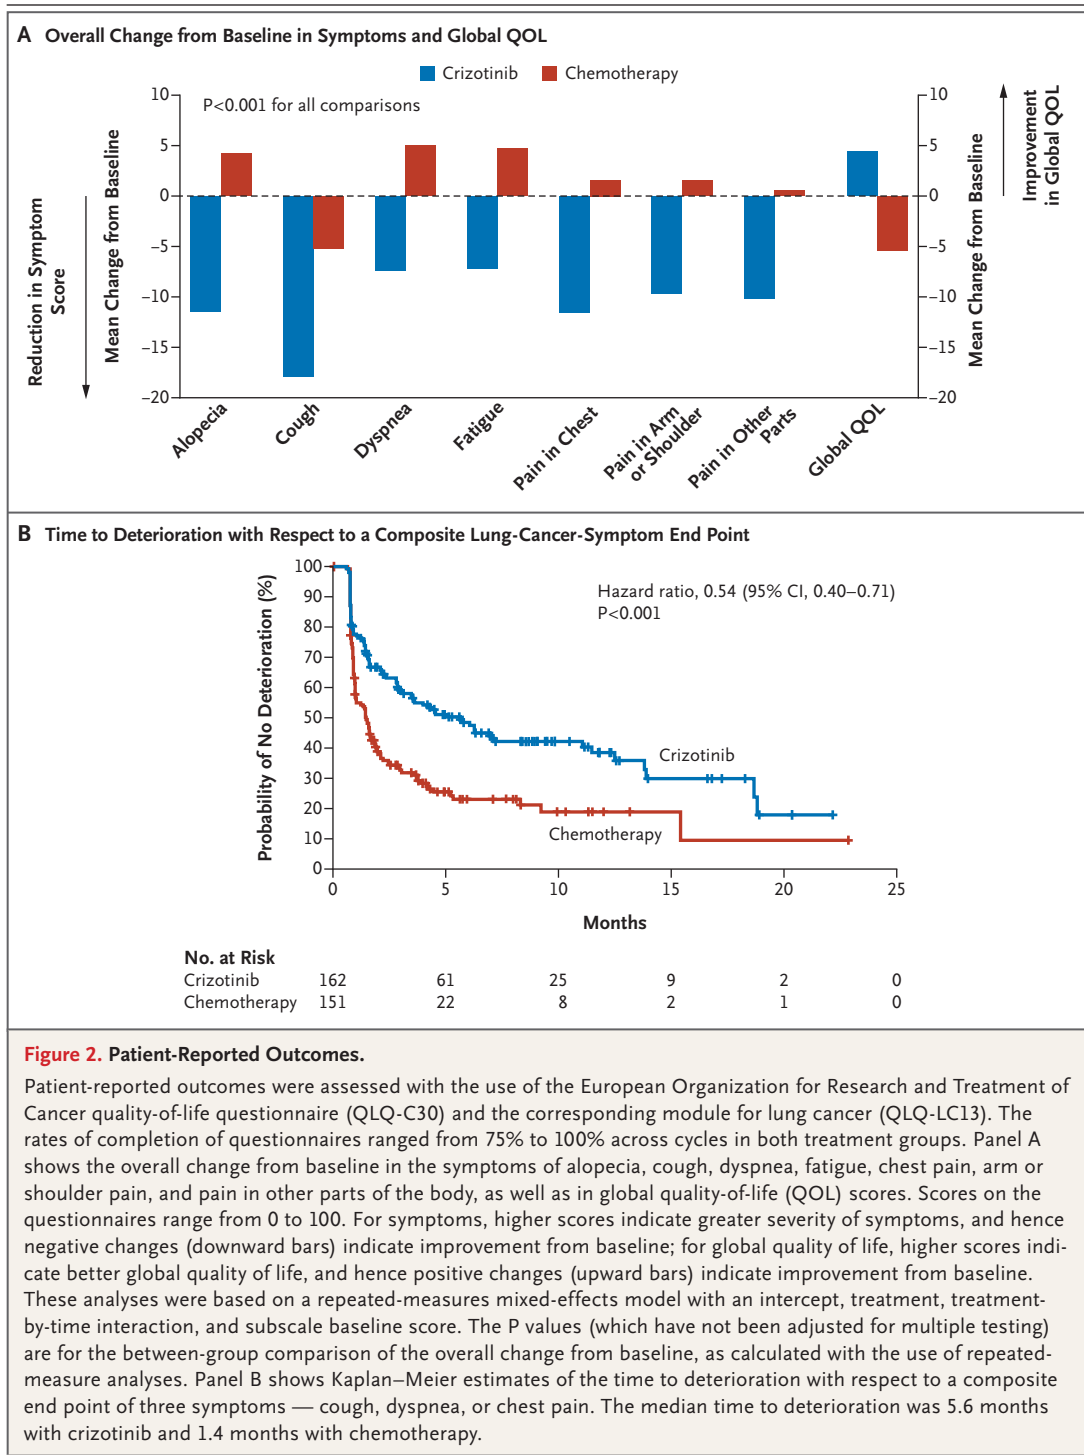 A Overall Change from Baseline in Symptoms and Global QOL
Crizotinib Chemotherapy
P<0.001 for all comparisons
10
5
0
−5
−10
−15
−20
Mean Change from Baseline
Reduction in Symptom
Score
10
5
0
−5
−10
−15
−20
Mean Change from Baseline
Improvement
in Global QOL
Alopecia
Cough
Dyspnea
Fatigue
Pain in Chest
Pain in Arm
or Shoulder
Pain in Other
Parts
Global QOL
B Time to Deterioration with Respect to a Composite Lung-Cancer-Symptom End Point
Probability of No Deterioration (%)
100
90
80
70
60
50
40
30
20
10
0
Hazard ratio, 0.54 (95% CI, 0.40–0.71)
P<0.001
Crizotinib
Chemotherapy
0 5 10 15 20 25
Months
No. at Risk
Crizotinib 162 61 25 9 2 0
Chemotherapy 151 22 8 2 1 0
Figure 2. Patient-Reported Outcomes.
Patient-reported outcomes were assessed with the use of the European Organization for Research and Treatment of
Cancer quality-of-life questionnaire (QLQ-C30) and the corresponding module for lung cancer (QLQ-LC13). The
rates of completion of questionnaires ranged from 75% to 100% across cycles in both treatment groups. Panel A
shows the overall change from baseline in the symptoms of alopecia, cough, dyspnea, fatigue, chest pain, arm or
shoulder pain, and pain in other parts of the body, as well as in global quality-of-life (QOL) scores. Scores on the
questionnaires range from 0 to 100. For symptoms, higher scores indicate greater severity of symptoms, and hence
negative changes (downward bars) indicate improvement from baseline; for global quality of life, higher scores indi-
cate better global quality of life, and hence positive changes (upward bars) indicate improvement from baseline.
These analyses were based on a repeated-measures mixed-effects model with an intercept, treatment, treatment-
by-time interaction, and subscale baseline score. The P values (which have not been adjusted for multiple testing)
are for the between-group comparison of the overall change from baseline, as calculated with the use of repeated-
measure analyses. Panel B shows Kaplan–Meier estimates of the time to deterioration with respect to a composite
end point of three symptoms — cough, dyspnea, or chest pain. The median time to deterioration was 5.6 months
with crizotinib and 1.4 months with chemotherapy.